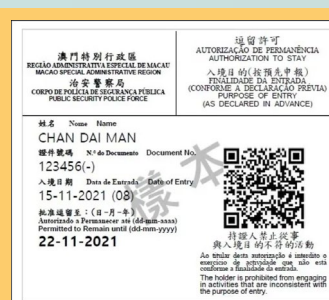 澳門特別行政區
REGIÃO ADMINISTRATIVA ESPECIAL DE MACAU
MACAO SPECIAL ADMINISTRATIVE REGION
治安警察局
CORPO DE POLÍCIA DE SEGURANÇA PÚBLICA
PUBLIC SECURITY POLICE FORCE
逗留許可
AUTORIZAÇÃO DE PERMANÊNCIA
AUTHORIZATION TO STAY
入境目的(按預先申報)
FINALIDADE DA ENTRADA
(CONFORME A DECLARAÇÃO PRÉVIA)
PURPOSE OF ENTRY
(AS DECLARED IN ADVANCE)
姓名 Nome Name
CHAN DAI MAN
證件號碼 N.º do Documento Document No.
123456(-)
入境日期 Data de Entrada Date of Entry
15-11-2021 (08)
批准逗留至：(日-月-年)
Autorizado a Permanecer até (dd-mm-aaaa)
Permitted to Remain until (dd-mm-yyyy)
22-11-2021
樣本
持證人禁止從事
與入境目的不符的活動
Ao titular desta autorização é interdito o
exercício de actividade que não está
conforme a finalidade da entrada.
The holder is prohibited from engaging
in activities that are inconsistent with
the purpose of entry.